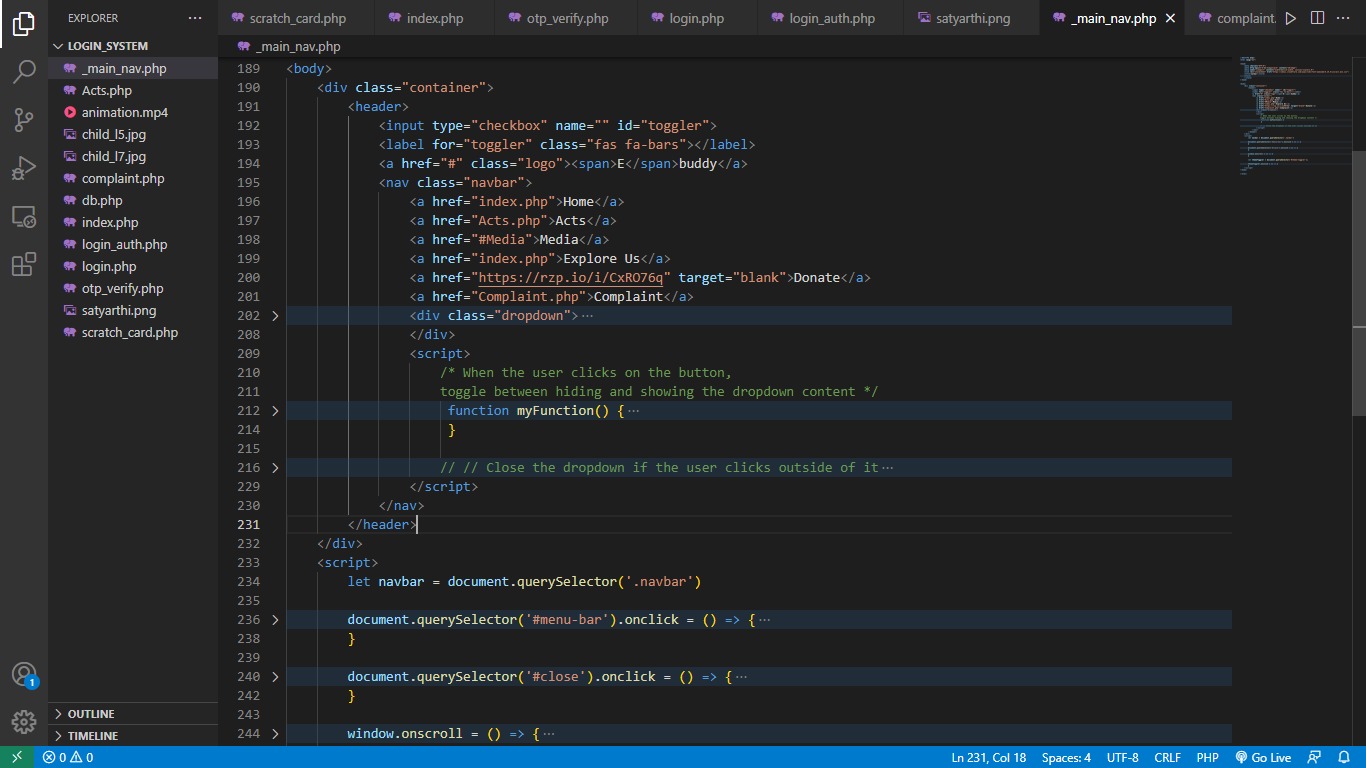 EXPLORER
LOGIN_SYSTEM
_main_nav.php
Acts.php
animation.mp4
child_l5.jpg
child_l7.jpg
complaint.php
db.php
index.php
login_auth.php
login.php
otp_verify.php
satyarthi.png
scratch_card.php
OUTLINE
TIMELINE
1
scratch_card.php index.php otp_verify.php login.php login_auth.php satyarthi.png _main_nav.php complaint.
_main_nav.php
189 <body>
190 <div class="container">
191 <header>
192 <input type="checkbox" name="" id="toggler">
193 <label for="toggler" class="fas fa-bars"></label>
194 <a href="#" class="logo"><span>E</span>buddy</a>
195 <nav class="navbar">
196 <a href="index.php">Home</a>
197 <a href="Acts.php">Acts</a>
198 <a href="#Media">Media</a>
199 <a href="index.php">Explore Us</a>
200 <a href="https://rzp.io/i/CxRO76q" target="blank">Donate</a>
201 <a href="Complaint.php">Complaint</a>
202 <div class="dropdown">…
208 </div>
209 <script>
210 /* When the user clicks on the button,
211 toggle between hiding and showing the dropdown content */
212 function myFunction() {…
214 }
215
216 // // Close the dropdown if the user clicks outside of it…
229 </script>
230 </nav>
231 </header>
232 </div>
233 <script>
234 let navbar = document.querySelector('.navbar')
235
236 document.querySelector('#menu-bar').onclick = () => {…
238 }
239
240 document.querySelector('#close').onclick = () => {…
242 }
243
244 window.onscroll = () => {…
0 0 Ln 231, Col 18 Spaces: 4 UTF-8 CRLF PHP Go Live